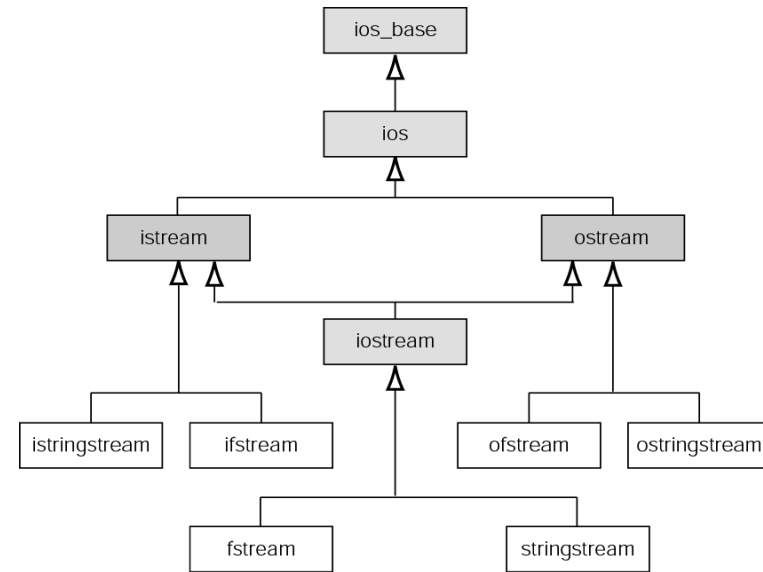 ios_base
ios
istream
ostream
iostream
istringstream
ifstream
ofstream
ostringstream
fstream
stringstream